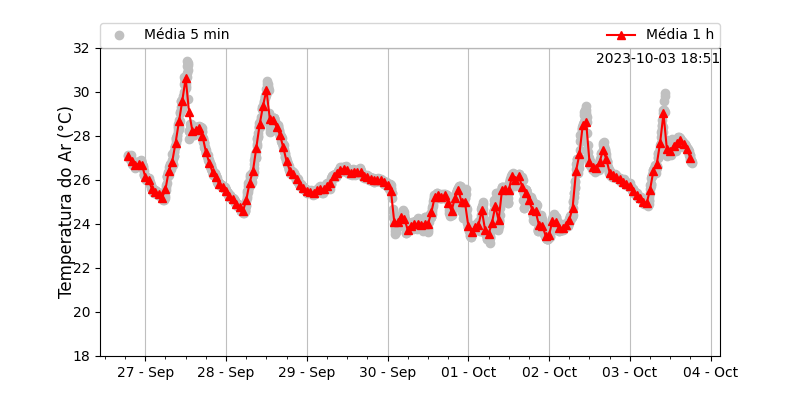 Média 5 min
Média 1 h
2023-10-03 18:51
Temperatura do Ar (°C)
32
30
28
26
24
22
20
18
27 - Sep
28 - Sep
29 - Sep
30 - Sep
01 - Oct
02 - Oct
03 - Oct
04 - Oct